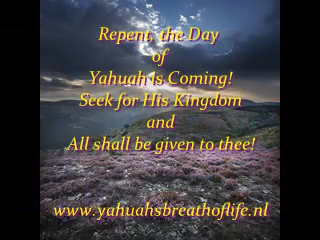 Repent, the Day
of
Yahuah is Coming!
Seek for His Kingdom
and
All shall be given to thee!
www.yahuahsbreathoflife.nl